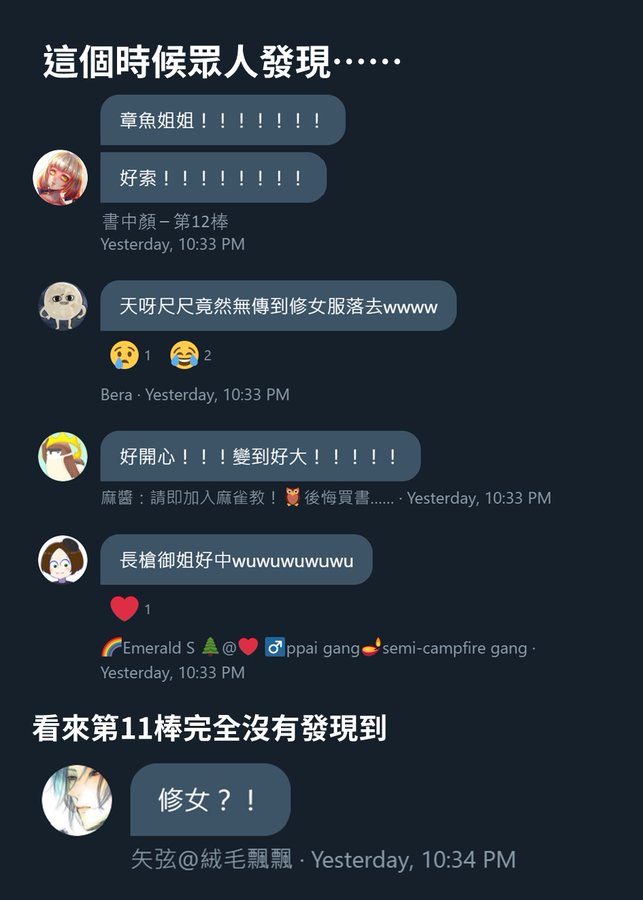 這個時候眾人發現……
章魚姐姐！！！！！！！
好索！！！！！！！！
書中顏 – 第12棒
Yesterday, 10:33 PM
天呀尺尺竟然無傳到修女服落去wwww
😢 1 😂 2
Bera · Yesterday, 10:33 PM
好開心！！！變到好大！！！！！
麻醬：請即加入麻雀教！🦉後悔買書...... · Yesterday, 10:33 PM
長槍御姐好中wuwuwuwuwu
❤️ 1
🌈Emerald S 🌲@❤️ ♂️ppai gang🪔semi-campfire gang ·
Yesterday, 10:33 PM
看來第11棒完全沒有發現到
修女？！
矢弦@絨毛飄飄 · Yesterday, 10:34 PM